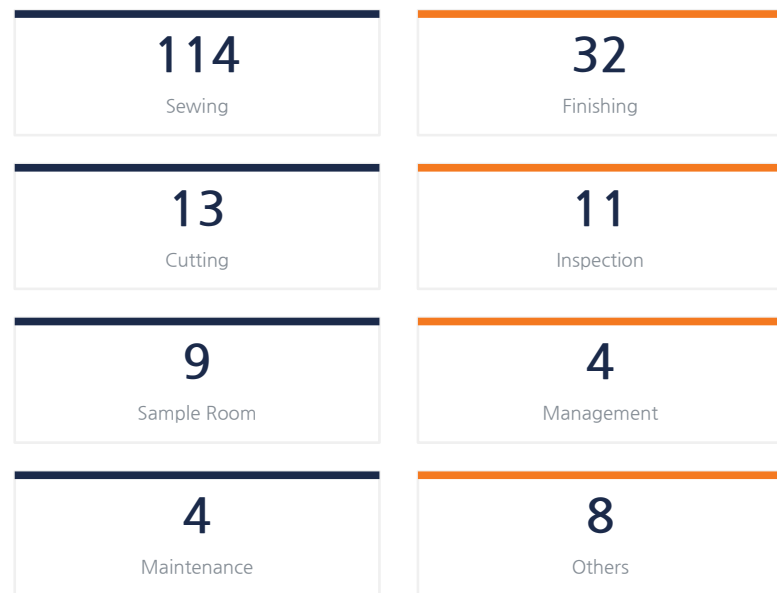 114
Sewing
32
Finishing
13
Cutting
11
Inspection
9
Sample Room
4
Management
4
Maintenance
8
Others